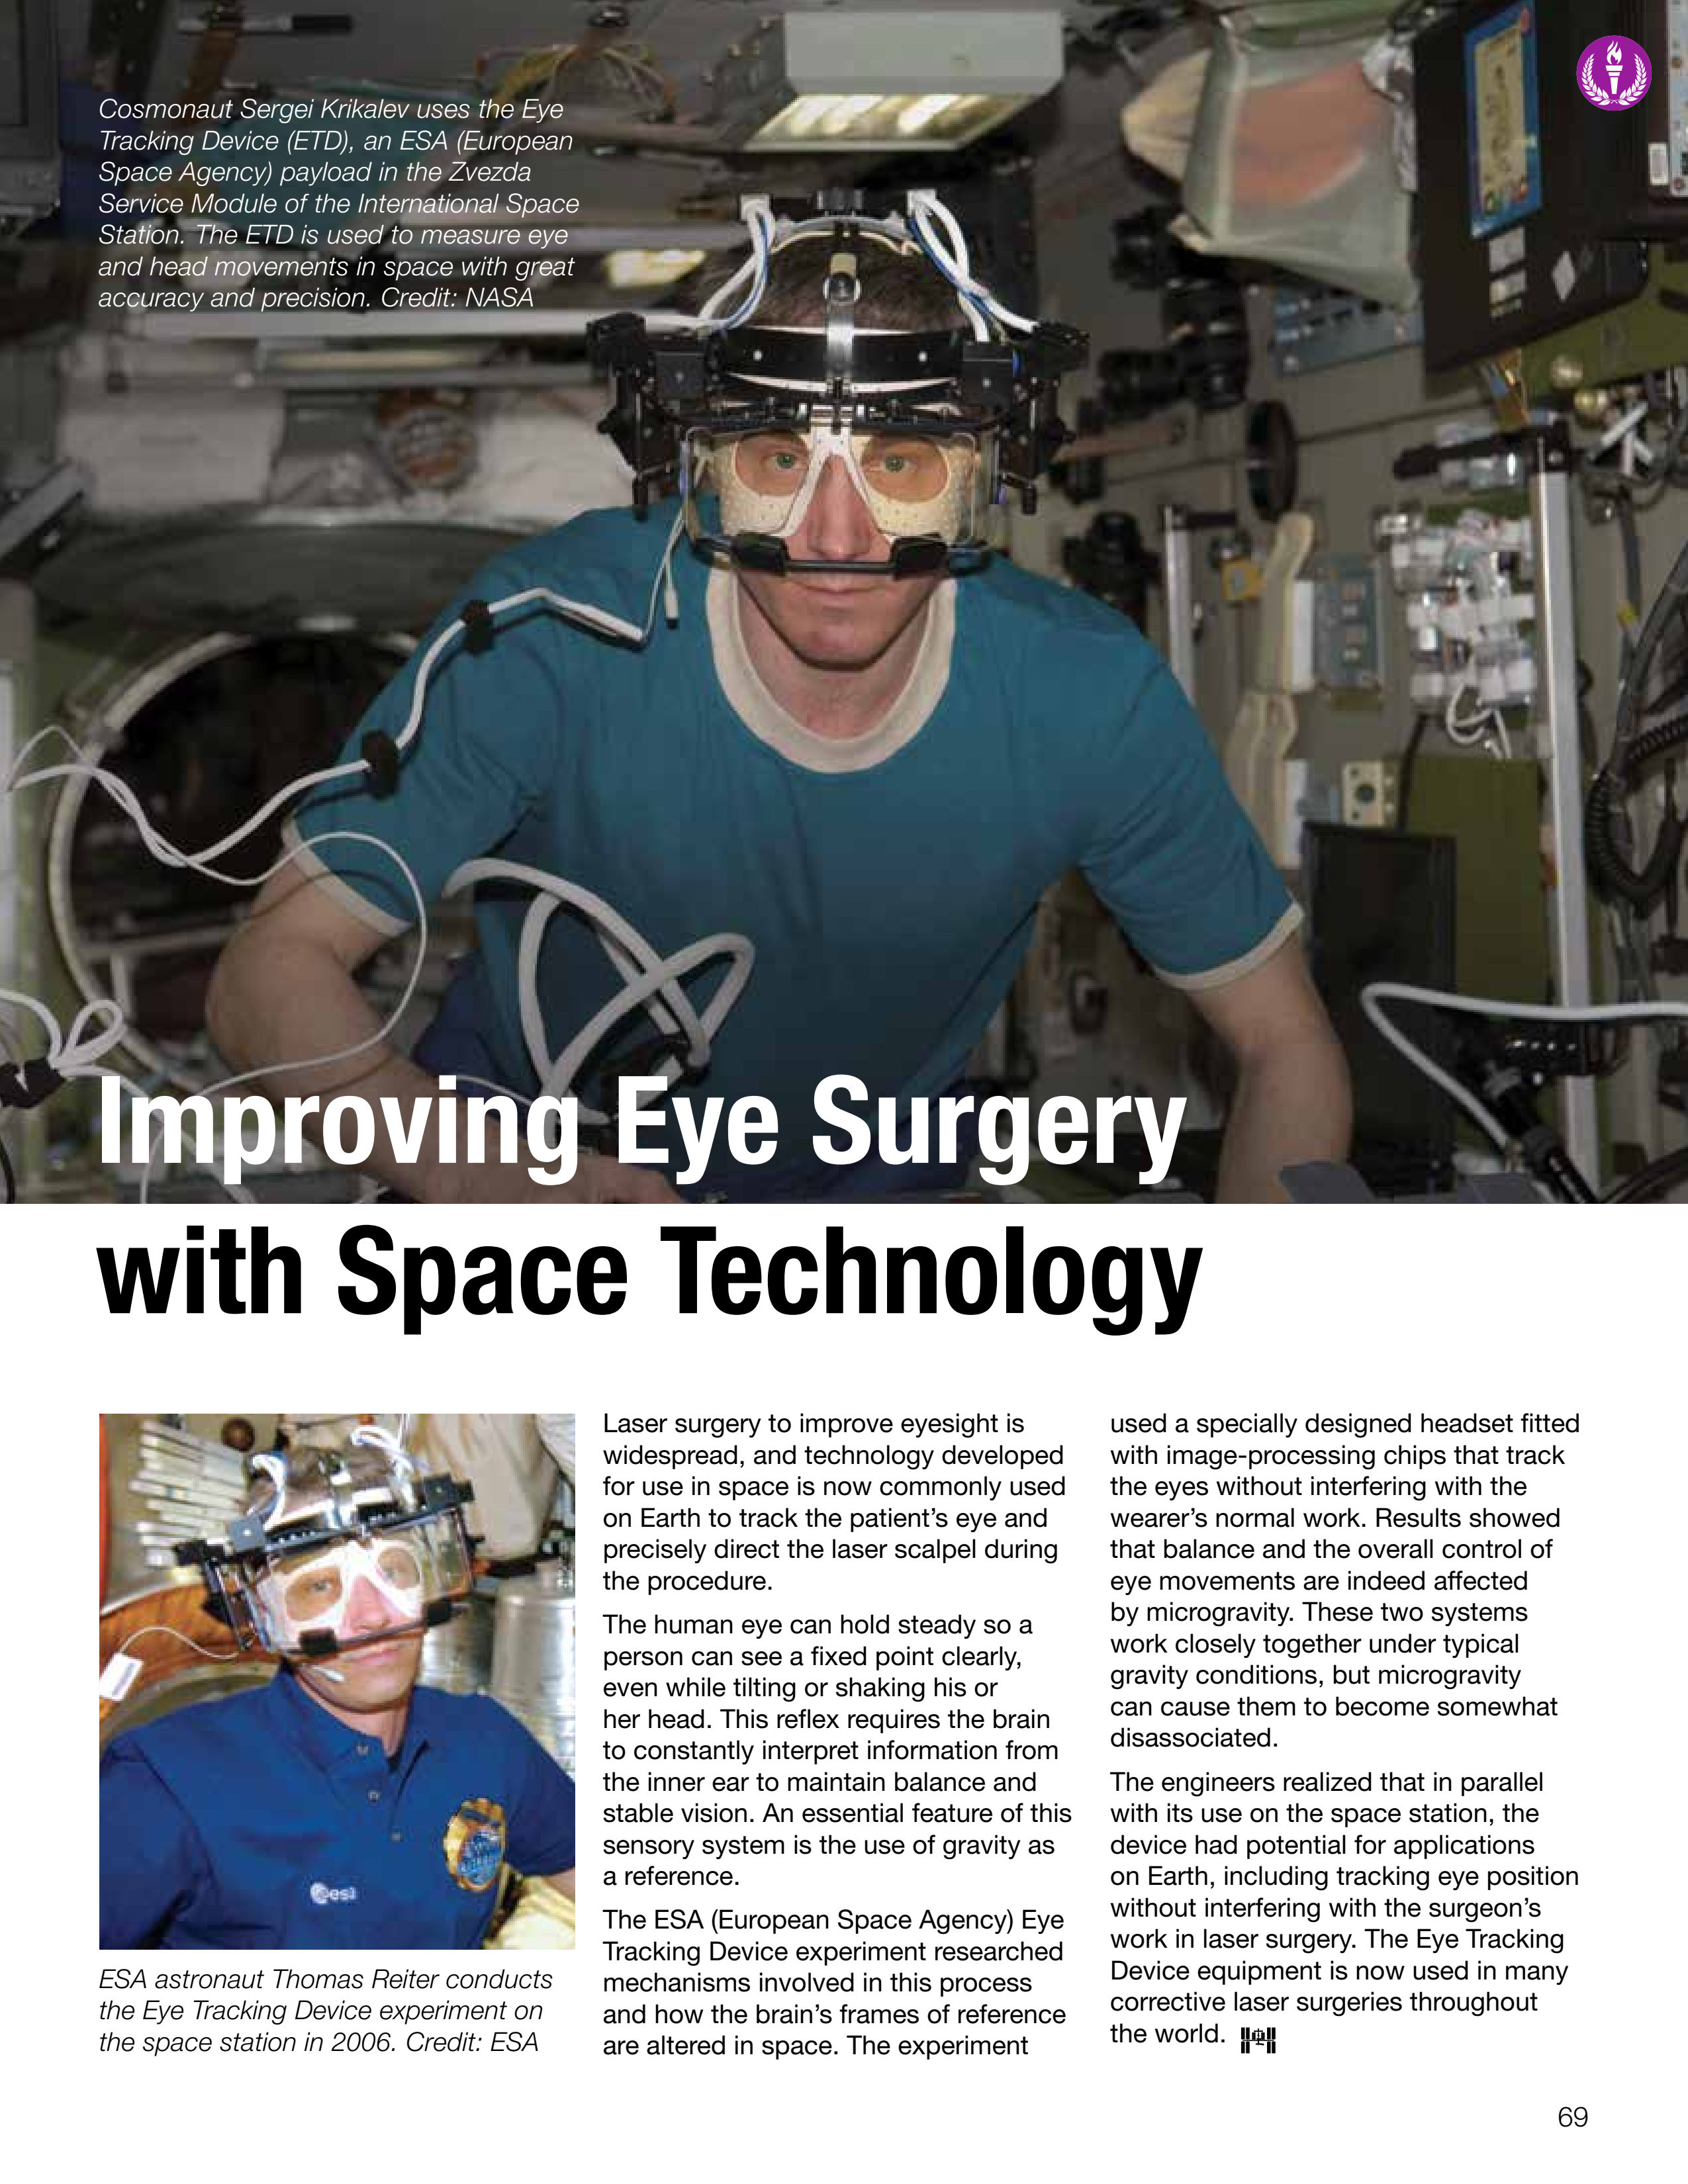 Cosmonaut Sergei Krikalev uses the Eye
Tracking Device (ETD), an ESA (European
Space Agency) payload in the Zvezda
Service Module of the International Space
Station. The ETD is used to measure eye
and head movements in space with great
accuracy and precision. Credit: NASA
Improving Eye Surgery
with Space Technology
esa
ESA astronaut Thomas Reiter conducts
the Eye Tracking Device experiment on
the space station in 2006. Credit: ESA
Laser surgery to improve eyesight is
widespread, and technology developed
for use in space is now commonly used
on Earth to track the patient’s eye and
precisely direct the laser scalpel during
the procedure.
The human eye can hold steady so a
person can see a fixed point clearly,
even while tilting or shaking his or
her head. This reflex requires the brain
to constantly interpret information from
the inner ear to maintain balance and
stable vision. An essential feature of this
sensory system is the use of gravity as
a reference.
The ESA (European Space Agency) Eye
Tracking Device experiment researched
mechanisms involved in this process
and how the brain’s frames of reference
are altered in space. The experiment
used a specially designed headset fitted
with image-processing chips that track
the eyes without interfering with the
wearer’s normal work. Results showed
that balance and the overall control of
eye movements are indeed affected
by microgravity. These two systems
work closely together under typical
gravity conditions, but microgravity
can cause them to become somewhat
disassociated.
The engineers realized that in parallel
with its use on the space station, the
device had potential for applications
on Earth, including tracking eye position
without interfering with the surgeon’s
work in laser surgery. The Eye Tracking
Device equipment is now used in many
corrective laser surgeries throughout
the world.
69